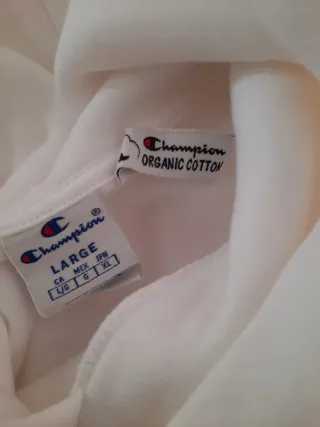 Champion
ORGANIC COTTON
Champion®
LARGE
CA MEX JPN
L/G G XL